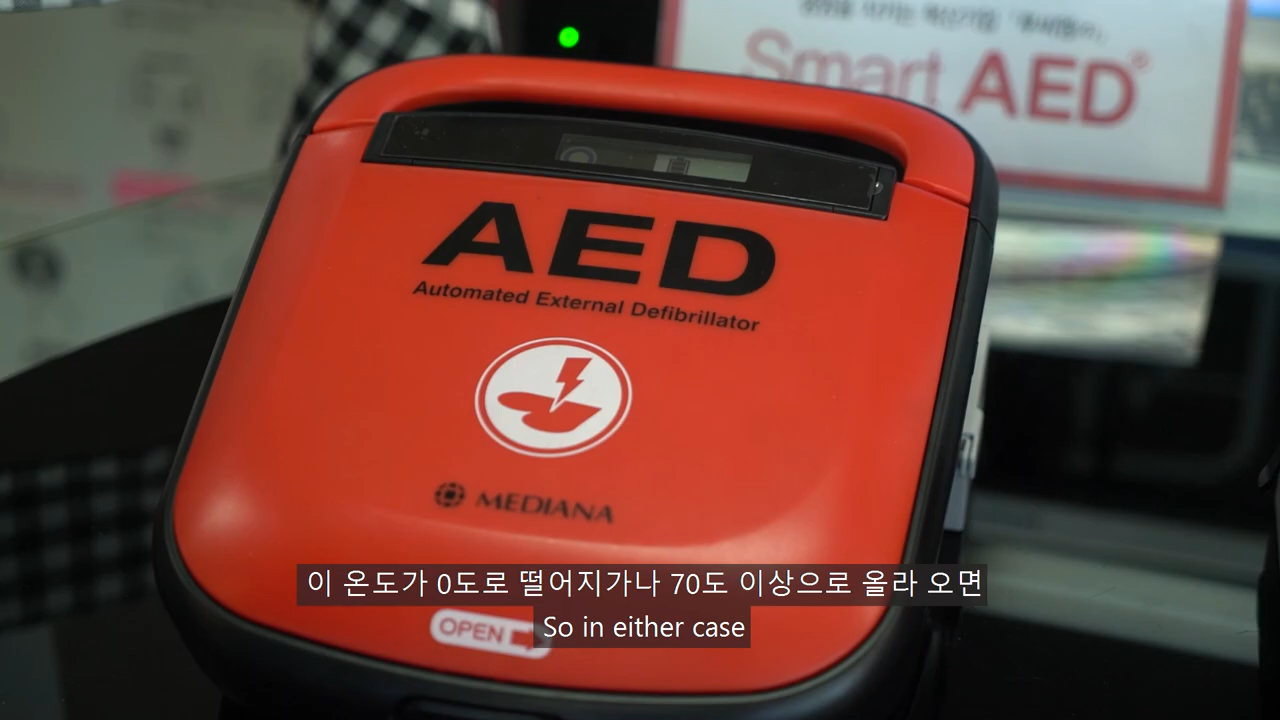 Smart AED
AED
Automated External Defibrillator
MEDIANA
이 온도가 0도로 떨어지가나 70도 이상으로 올라 오면
OPEN
So in either case